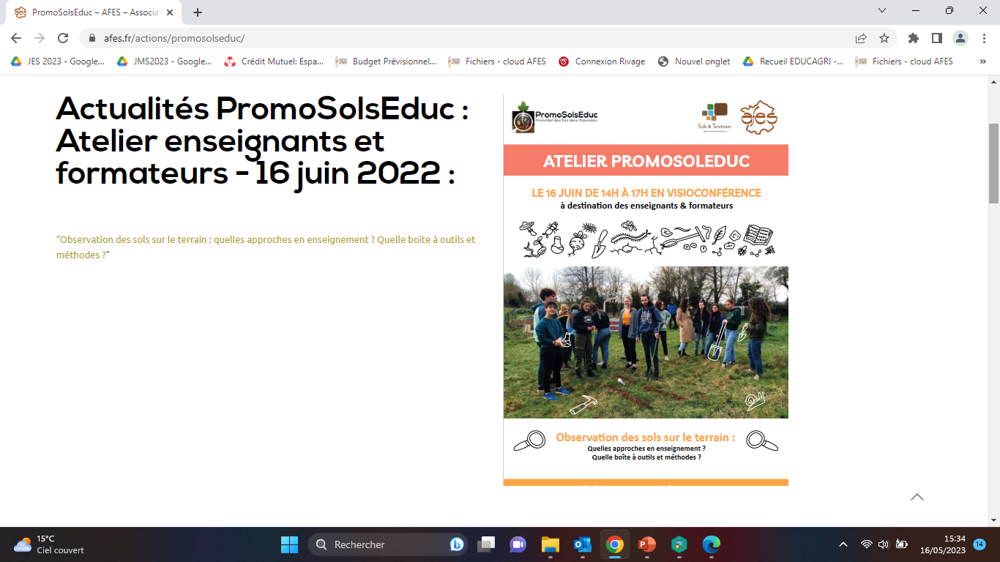 PromoSolsEduc – AFES – Associa
afes.fr/actions/promosolseduc/
JES 2023 - Google...
JMS2023 - Google...
Crédit Mutuel: Espa...
Budget Prévisionnel...
Fichiers - cloud AFES
Connexion Rivage
Nouvel onglet
Recueil EDUCAGRI -...
Fichiers - cloud AFES
Actualités PromoSolsEduc :
Atelier enseignants et
formateurs - 16 juin 2022 :
"Observation des sols sur le terrain : quelles approches en enseignement ? Quelle boîte à outils et
méthodes ?"
PromoSolsEduc
Promotion des Sols dans l'Education
Sols & Territoires
afes
ATELIER PROMOSOLEDUC
LE 16 JUIN DE 14H À 17H EN VISIOCONFÉRENCE
à destination des enseignants & formateurs
Observation des sols sur le terrain :
Quelles approches en enseignement ?
Quelle boîte à outils et méthodes ?
15°C
Ciel couvert
Rechercher
15:34
16/05/2023
14